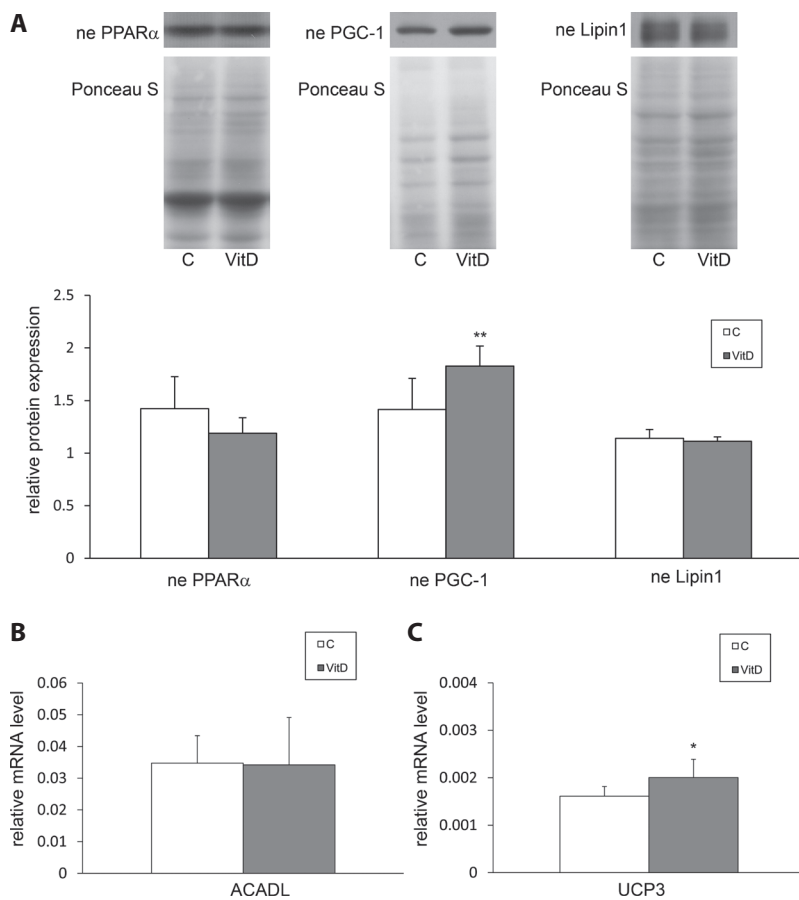 A
ne PPARα
ne PGC-1
ne Lipin1
Ponceau S
Ponceau S
Ponceau S
C VitD
C VitD
C VitD
relative protein expression
2.5
2
1.5
1
0.5
0
**
C
VitD
ne PPARα
ne PGC-1
ne Lipin1
B
C
VitD
relative mRNA level
0.06
0.05
0.04
0.03
0.02
0.01
0
ACADL
C
C
VitD
relative mRNA level
0.004
0.003
0.002
0.001
0
*
UCP3